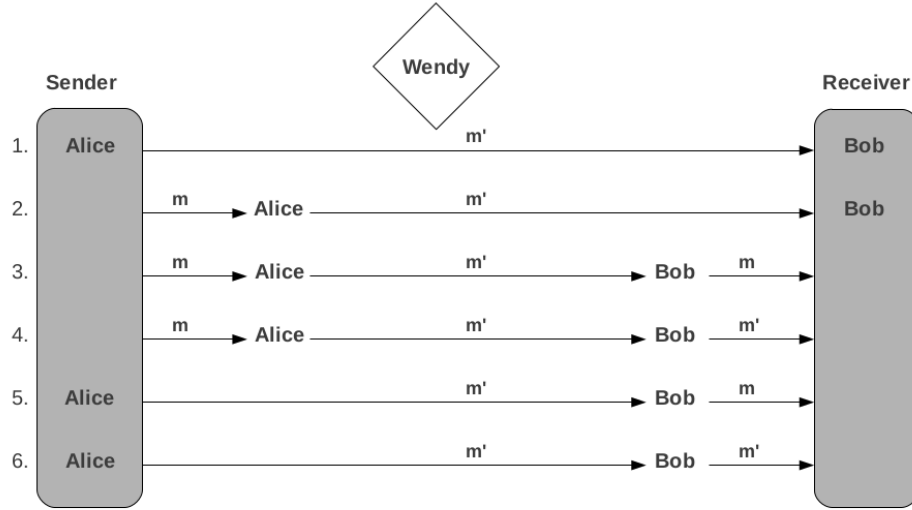 Wendy
Sender Receiver
1. Alice m' Bob
2. m Alice m' Bob
3. m Alice m' Bob m
4. m Alice m' Bob m'
5. Alice m' Bob m
6. Alice m' Bob m'